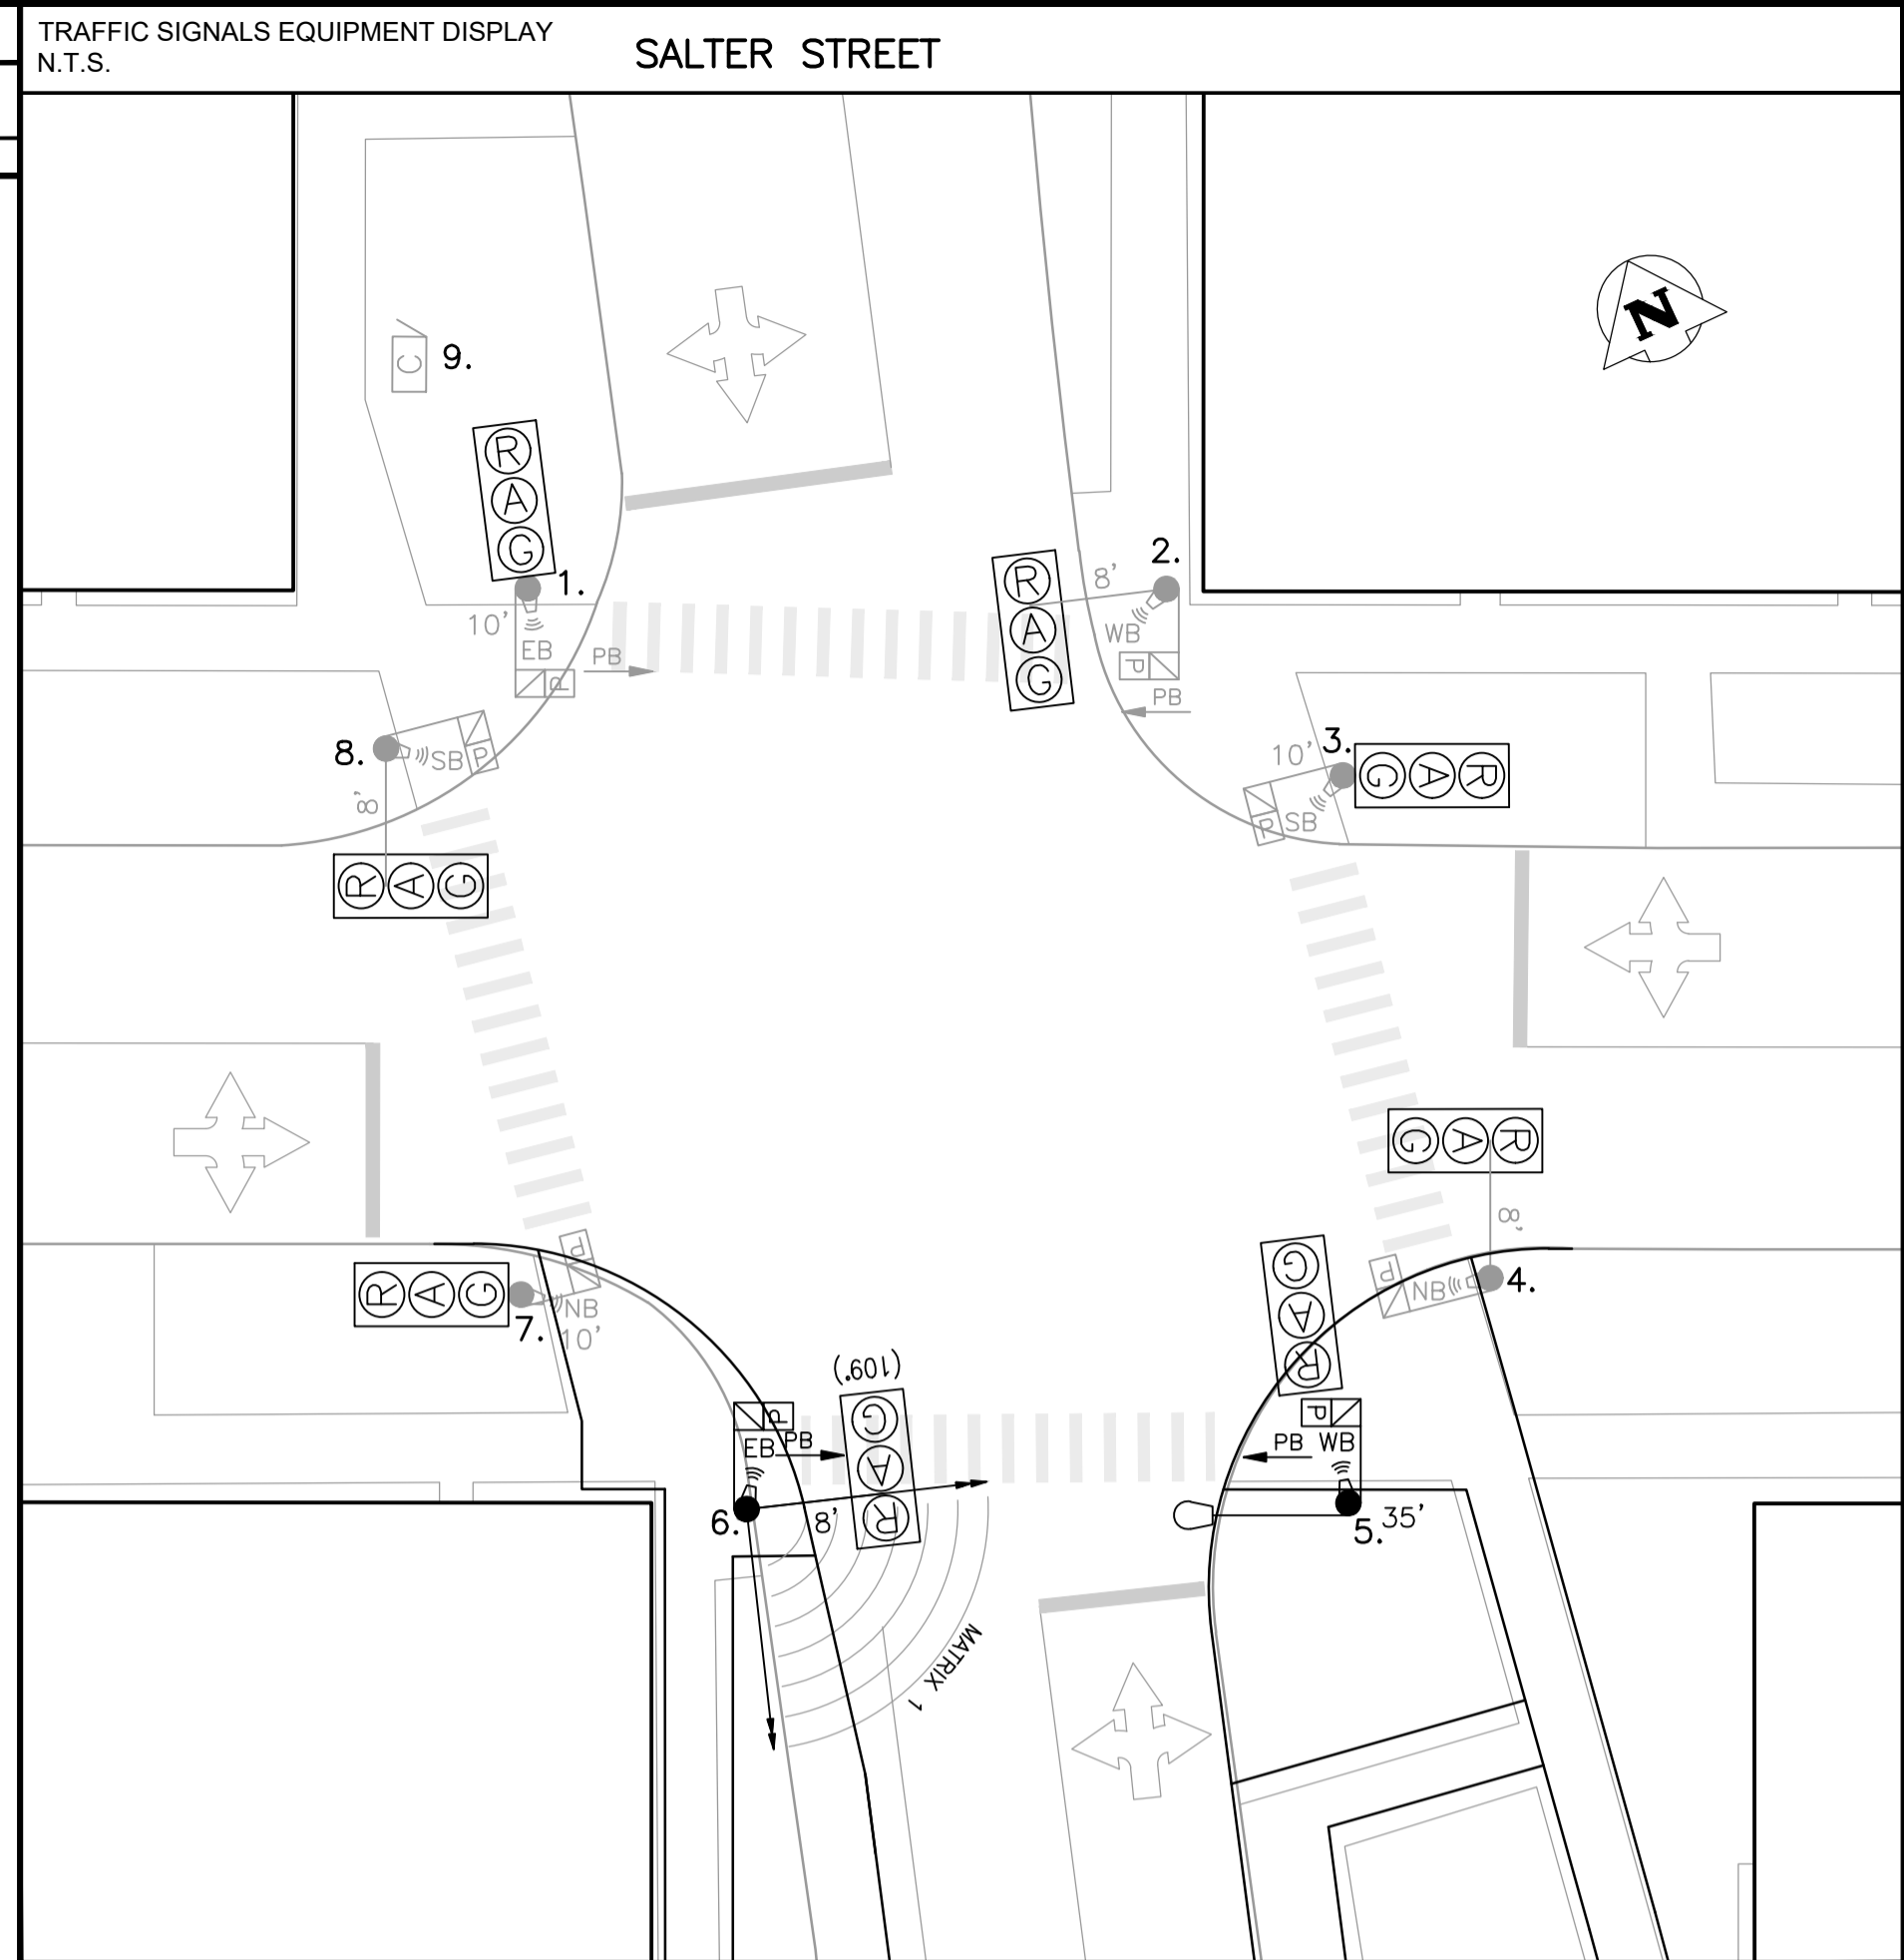 TRAFFIC SIGNALS EQUIPMENT DISPLAY
N.T.S.
SALTER STREET
N
C 9.
R
A
G
1.
10'
EB
P
PB
2.
8'
R
A
G
WB
P
PB
8.
SB
P
8'
R A G
3.
10'
G A R
P
SB
G A R
8'
4.
NB
P
R A G
7.
NB
10'
P
(109°)
G
A
R
P
EB
PB
6.
8'
MATRIX 1
G
A
R
P
PB WB
5.
35'